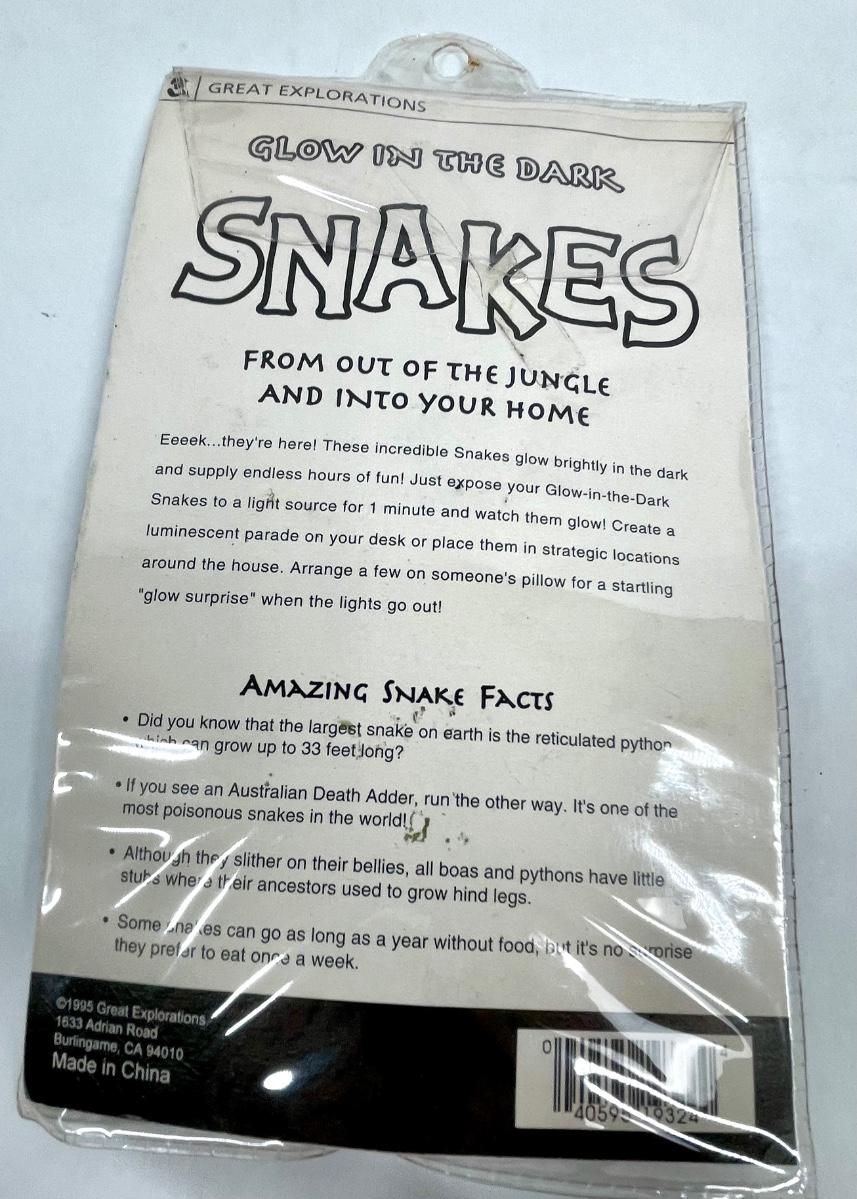 GREAT EXPLORATIONS
GLOW IN THE DARK
SNAKES
FROM OUT OF THE JUNGLE
AND INTO YOUR HOME
Eeeek...they're here! These incredible Snakes glow brightly in the dark
and supply endless hours of fun! Just expose your Glow-in-the-Dark
Snakes to a light source for 1 minute and watch them glow! Create a
luminescent parade on your desk or place them in strategic locations
around the house. Arrange a few on someone's pillow for a startling
"glow surprise" when the lights go out!
AMAZING SNAKE FACTS
• Did you know that the largest snake on earth is the reticulated python
which can grow up to 33 feet long?
• If you see an Australian Death Adder, run the other way. It's one of the
most poisonous snakes in the world!
• Although they slither on their bellies, all boas and pythons have little
stubs where their ancestors used to grow hind legs.
• Some snakes can go as long as a year without food, but it's no surprise
they prefer to eat once a week.
©1995 Great Explorations
1633 Adrian Road
Burlingame, CA 94010
Made in China
0 40595 19324 4